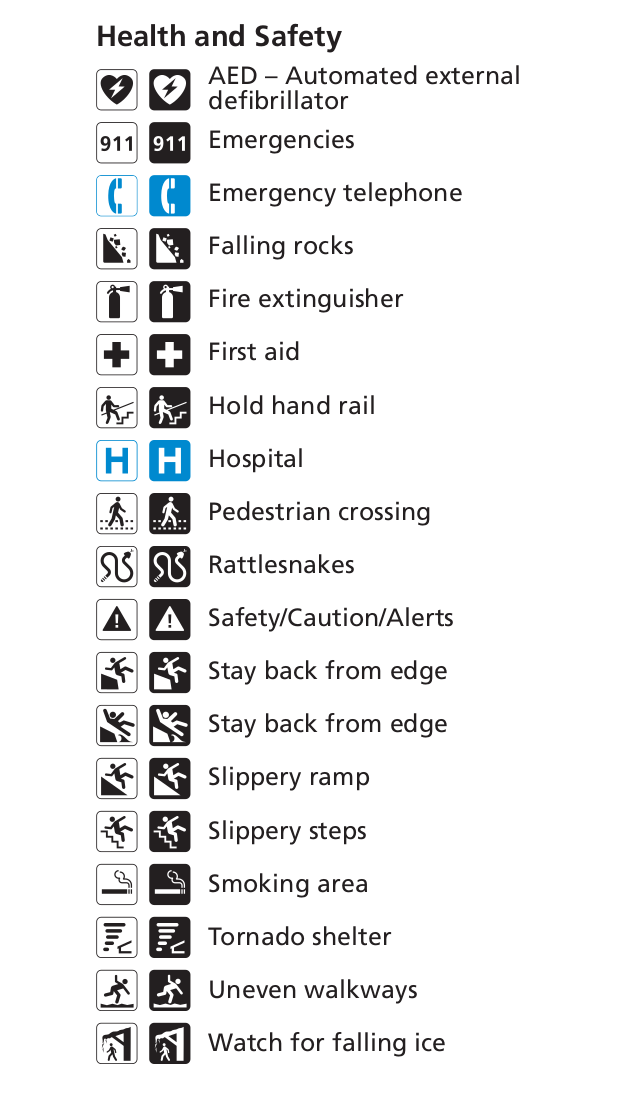 Health and Safety
AED – Automated external
defibrillator
911 911 Emergencies
Emergency telephone
Falling rocks
Fire extinguisher
First aid
Hold hand rail
H H Hospital
Pedestrian crossing
Rattlesnakes
! ! Safety/Caution/Alerts
Stay back from edge
Stay back from edge
Slippery ramp
Slippery steps
Smoking area
Tornado shelter
Uneven walkways
Watch for falling ice